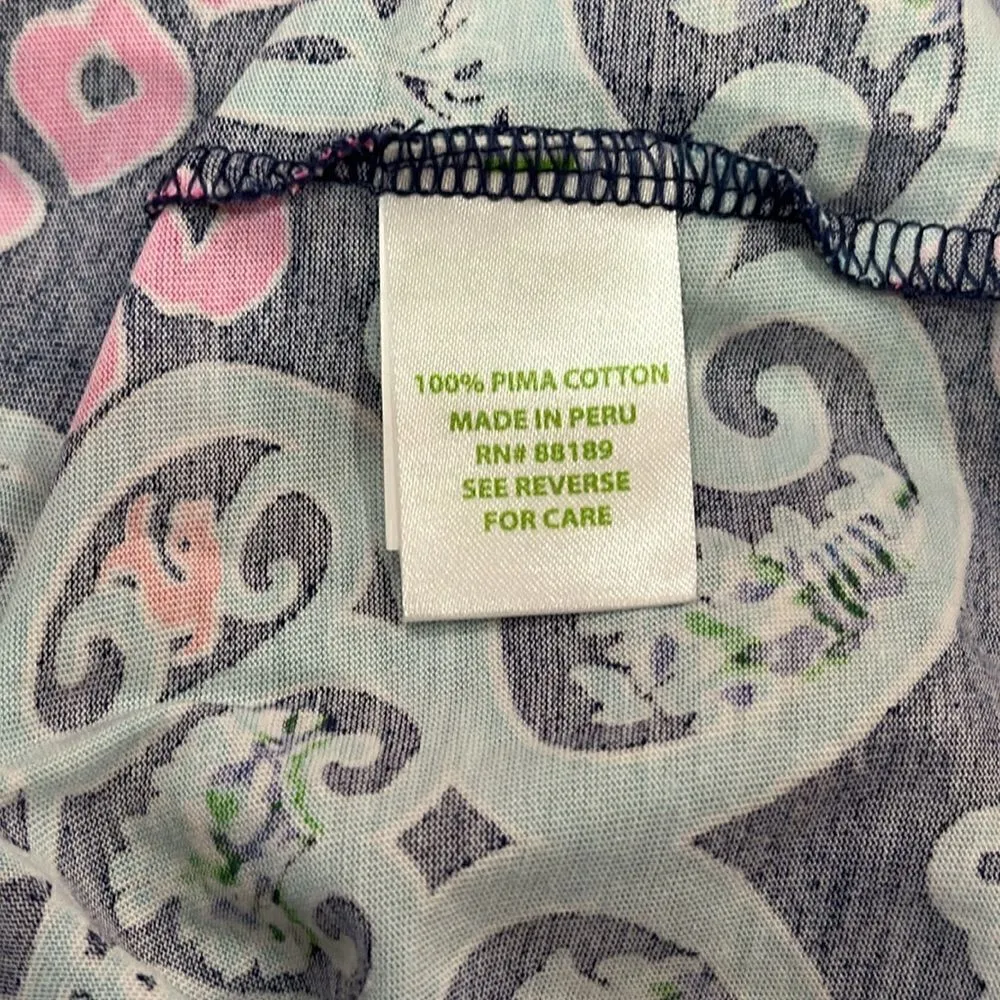 100% PIMA COTTON
MADE IN PERU
RN# 88189
SEE REVERSE
FOR CARE